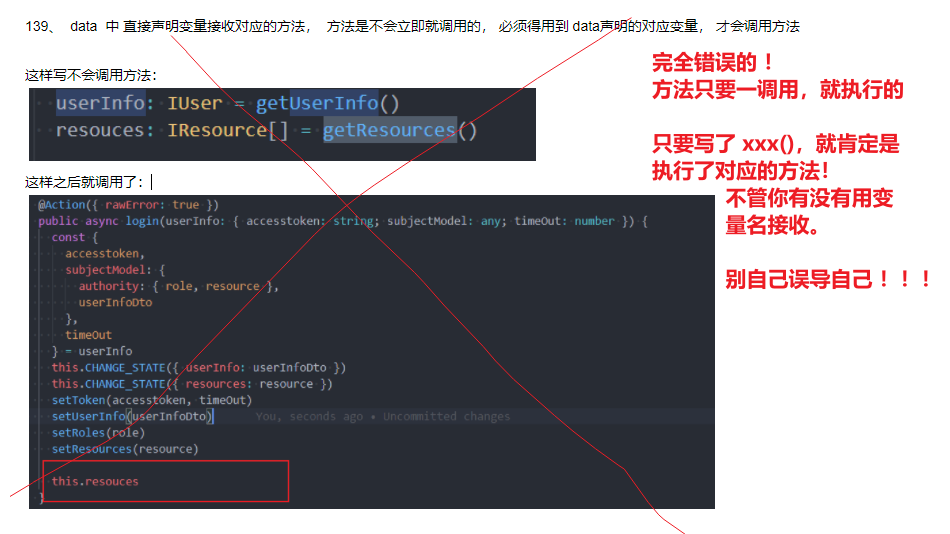 139、 data 中 直接声明变量接收对应的方法， 方法是不会立即就调用的， 必须得用到 data声明的对应变量， 才会调用方法
完全错误的！
方法只要一调用，就执行的
这样写不会调用方法：
userInfo: IUser = getUserInfo()
resouces: IResource[] = getResources()
只要写了 xxx()，就肯定是
执行了对应的方法！
不管你有没有用变
量名接收。
别自己误导自己！！！
这样之后就调用了：
@Action({ rawError: true })
public async login(userInfo: { accesstoken: string; subjectModel: any; timeOut: number }) {
const {
accesstoken,
subjectModel: {
authority: { role, resource },
userInfoDto
},
timeOut
} = userInfo
this.CHANGE_STATE({ userInfo: userInfoDto })
this.CHANGE_STATE({ resources: resource })
setToken(accesstoken, timeOut)
setUserInfo(userInfoDto) You, seconds ago • Uncommitted changes
setRoles(role)
setResources(resource)
this.resouces
}